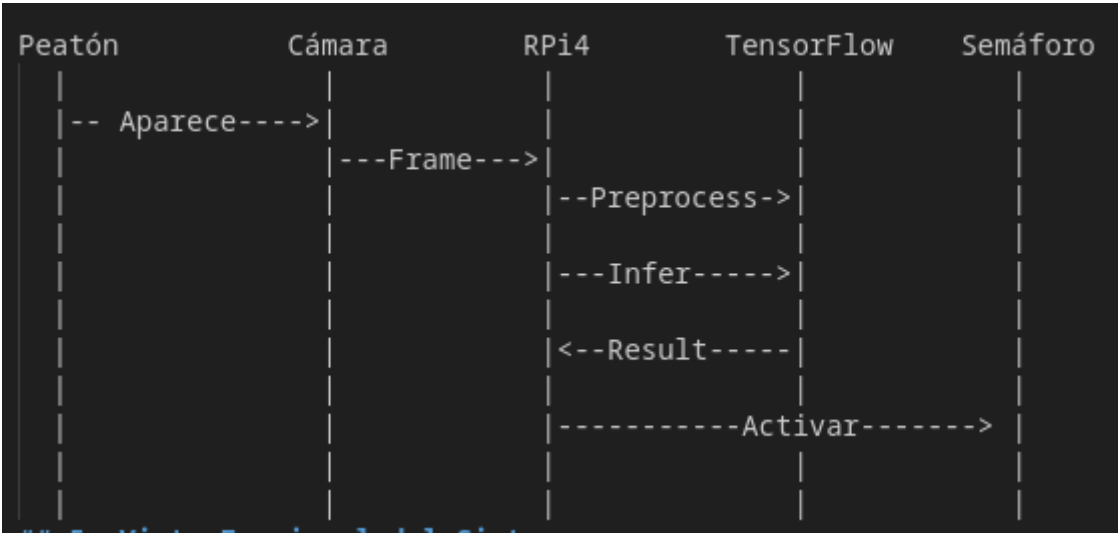 Peatón Cámara RPi4 TensorFlow Semáforo
| | | | |
|-- Aparece---->| | | |
| |---Frame--->| | |
| | |--Preprocess->| |
| | | | |
| | |---Infer----->| |
| | | | |
| | |<--Result-----| |
| | | | |
| | |-----------Activar-------> |
| | | | |
| | | | |